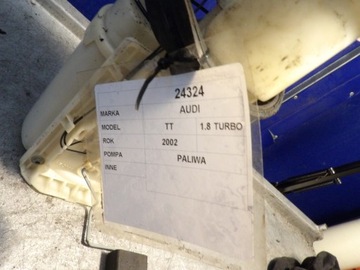 24324
MARKA AUDI
MODEL TT 1.8 TURBO
ROK 2002
POMPA PALIWA
INNE